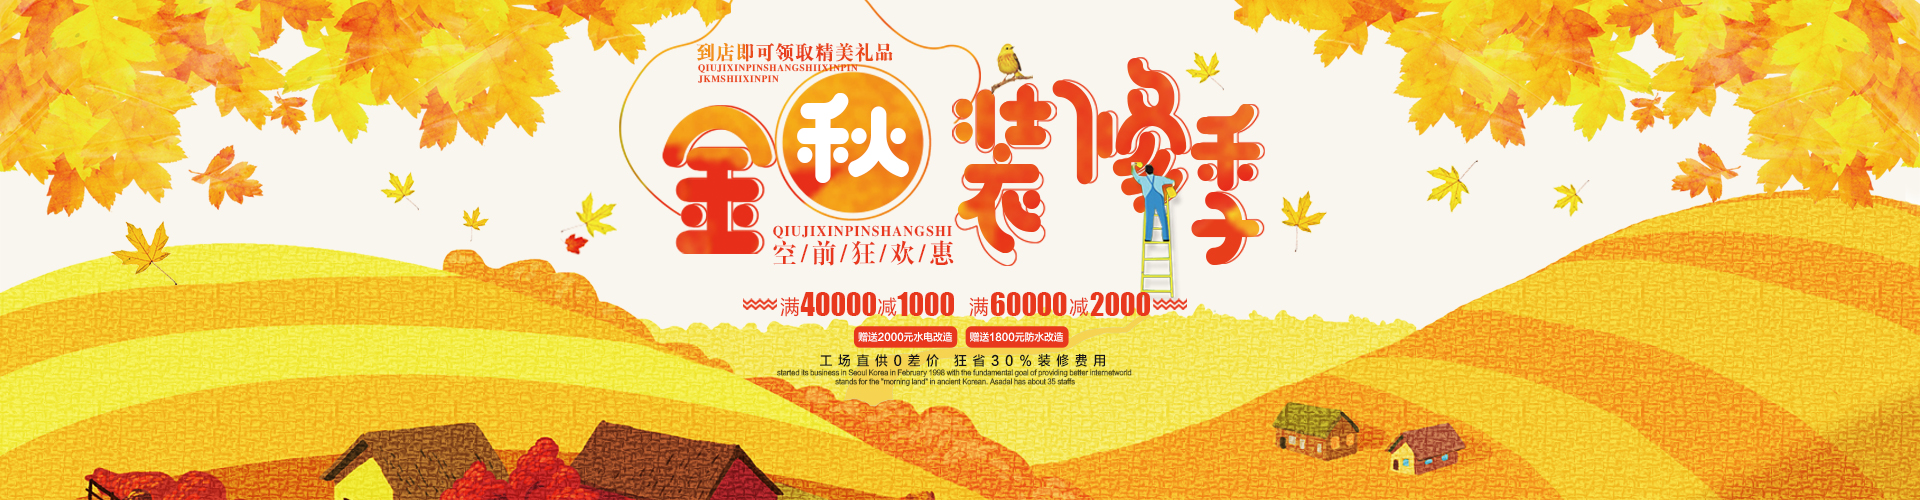 到店即可领取精美礼品
QIUJIXINPINSHANGSHIIXINPIN
JKMSHIIXINPIN
金秋装修季
QIUJIXINPINSHANGSHI
空/前/狂/欢/惠
满40000减1000 满60000减2000
赠送2000元水电改造 赠送1800元防水改造
工场直供0差价 狂省30%装修费用
started its business in Seoul Korea in February 1998 with the fundamental goal of providing better internetworld
stands for the "morning land" in ancient Korean. Asadal has about 35 staffs